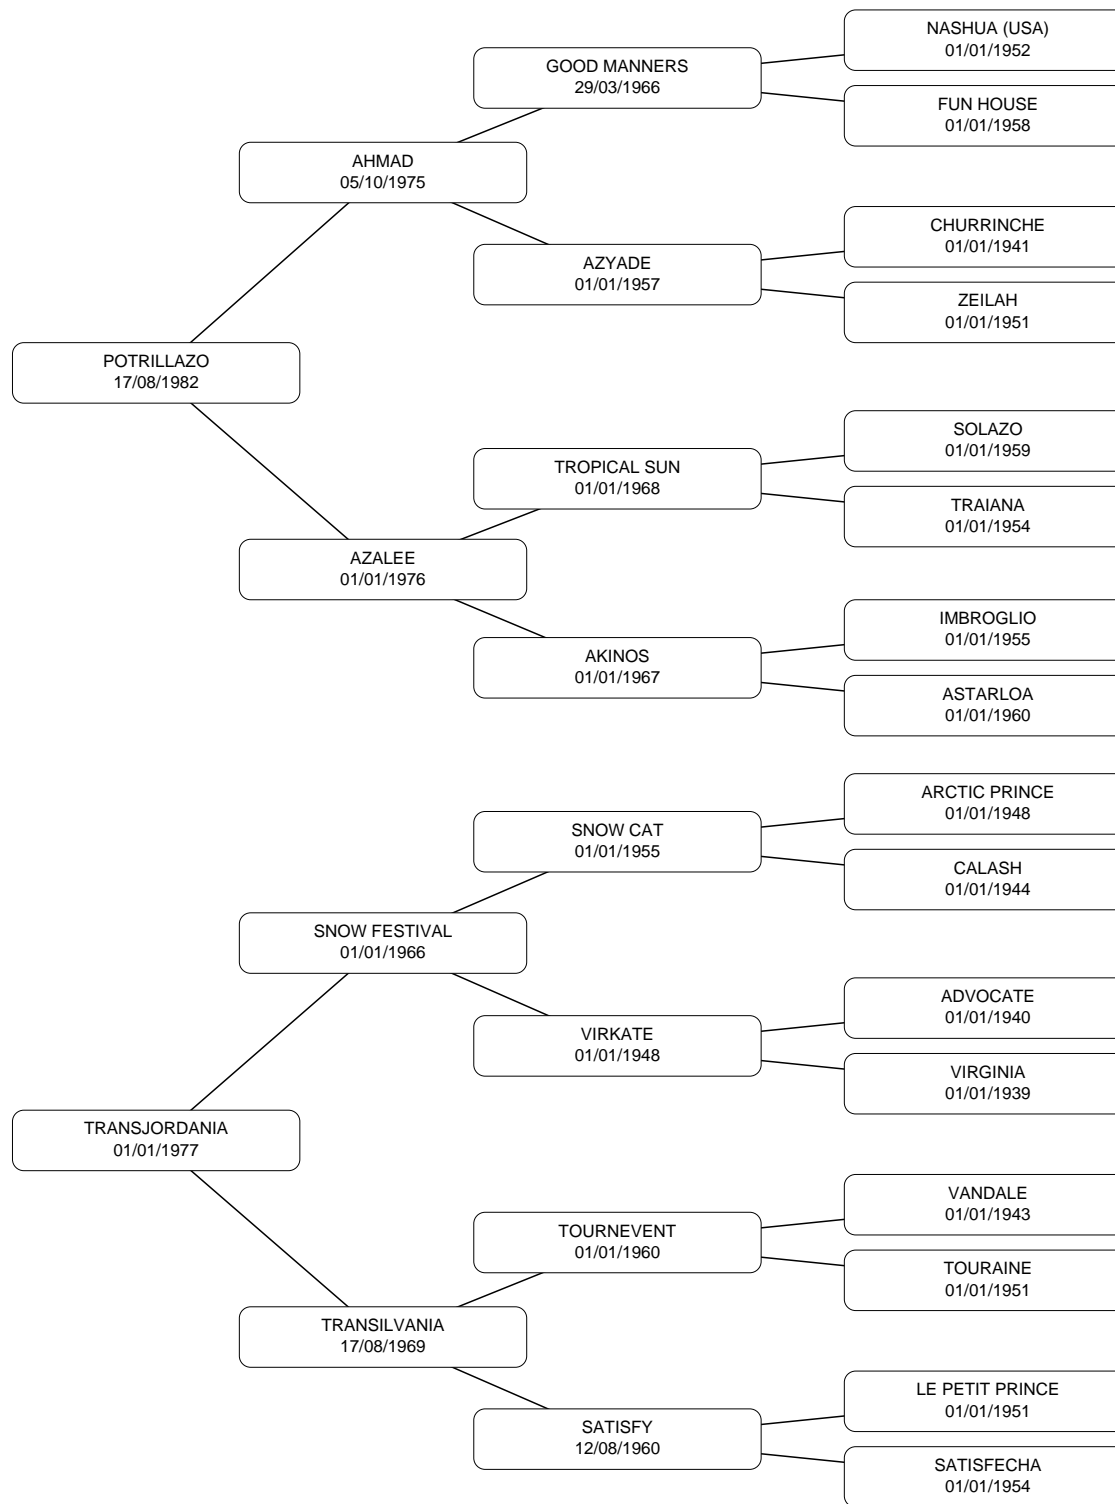 NASHUA (USA)
01/01/1952
GOOD MANNERS
29/03/1966
FUN HOUSE
01/01/1958
AHMAD
05/10/1975
CHURRINCHE
01/01/1941
AZYADE
01/01/1957
ZEILAH
01/01/1951
POTRILLAZO
17/08/1982
SOLAZO
01/01/1959
TROPICAL SUN
01/01/1968
TRAIANA
01/01/1954
AZALEE
01/01/1976
IMBROGLIO
01/01/1955
AKINOS
01/01/1967
ASTARLOA
01/01/1960
ARCTIC PRINCE
01/01/1948
SNOW CAT
01/01/1955
CALASH
01/01/1944
SNOW FESTIVAL
01/01/1966
ADVOCATE
01/01/1940
VIRKATE
01/01/1948
VIRGINIA
01/01/1939
TRANSJORDANIA
01/01/1977
VANDALE
01/01/1943
TOURNEVENT
01/01/1960
TOURAINE
01/01/1951
TRANSILVANIA
17/08/1969
LE PETIT PRINCE
01/01/1951
SATISFY
12/08/1960
SATISFECHA
01/01/1954